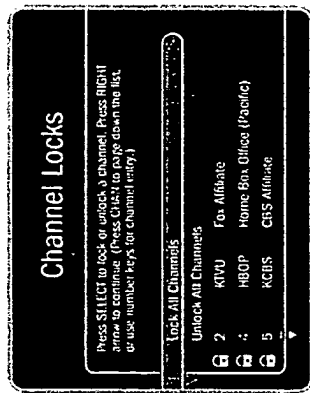 Channel Locks
Press SELECT to lock or unlock a channel. Press RIGHT
arrow to continue. (Press CHAN to page down the list,
or use number keys for channel entry.)
Lock All Channels
Unlock All Channels
2 KTVU Fox Affiliate
4 HBOP Home Box Office (Pacific)
5 KCBS CBS Affiliate